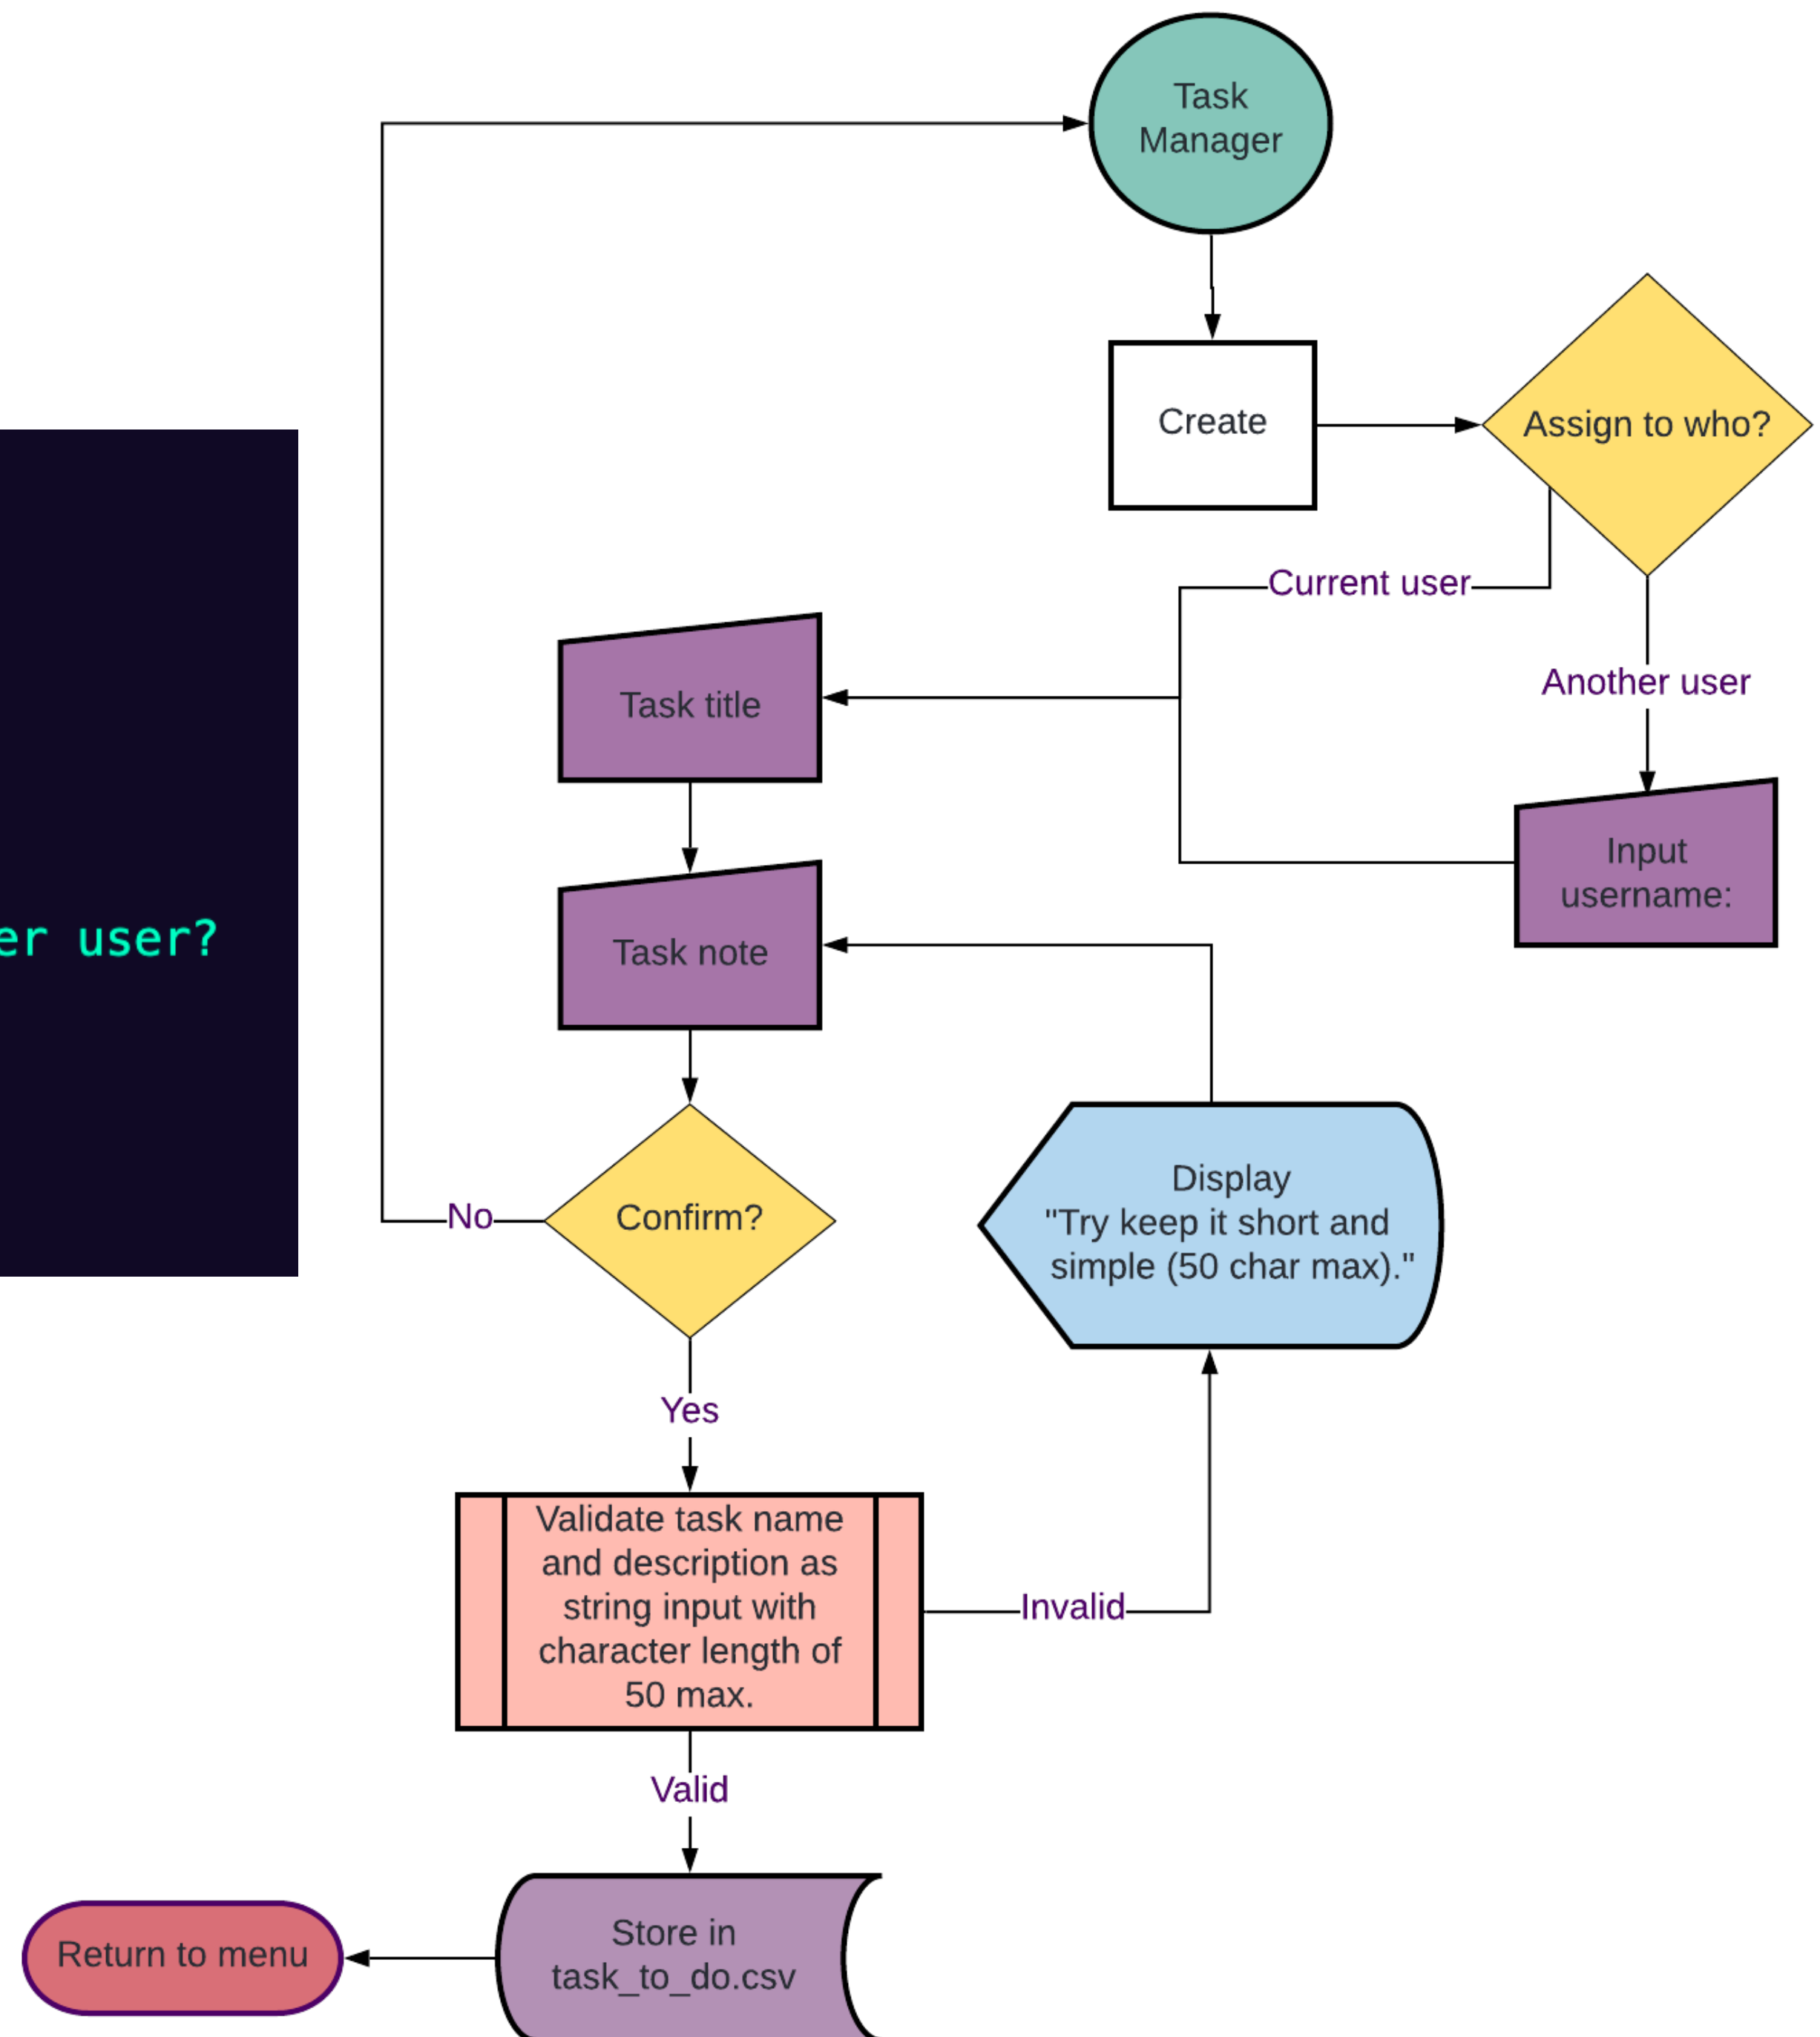 Task
Manager
Create
Assign to who?
Current user
Another user
Task title
Input
username:
er user?
Task note
Display
"Try keep it short and
simple (50 char max)."
Confirm?
No
Yes
Validate task name
and description as
string input with
character length of
50 max.
Invalid
Valid
Store in
task_to_do.csv
Return to menu